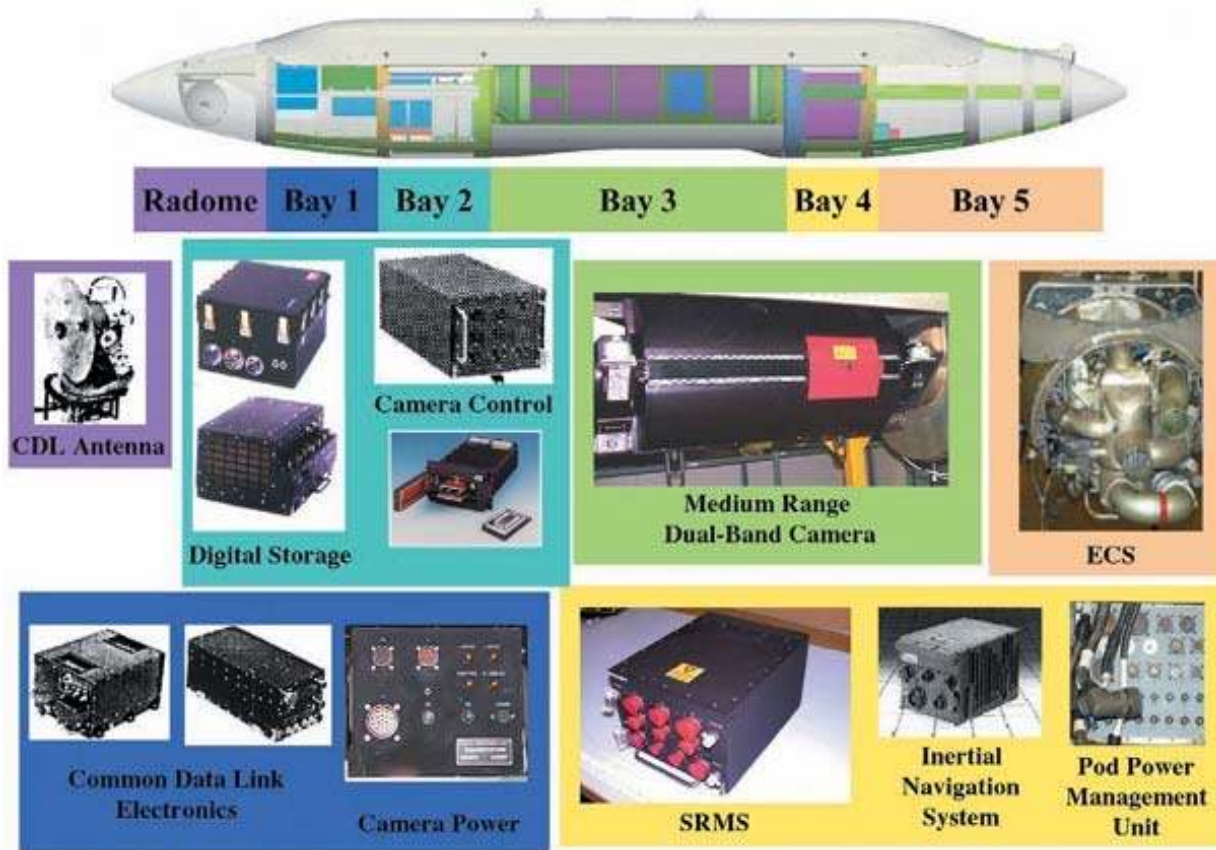 Radome Bay 1 Bay 2 Bay 3 Bay 4 Bay 5
CDL Antenna
Camera Control
Digital Storage
Medium Range
Dual-Band Camera
ECS
Common Data Link
Electronics
Camera Power
SRMS
Inertial
Navigation
System
Pod Power
Management
Unit